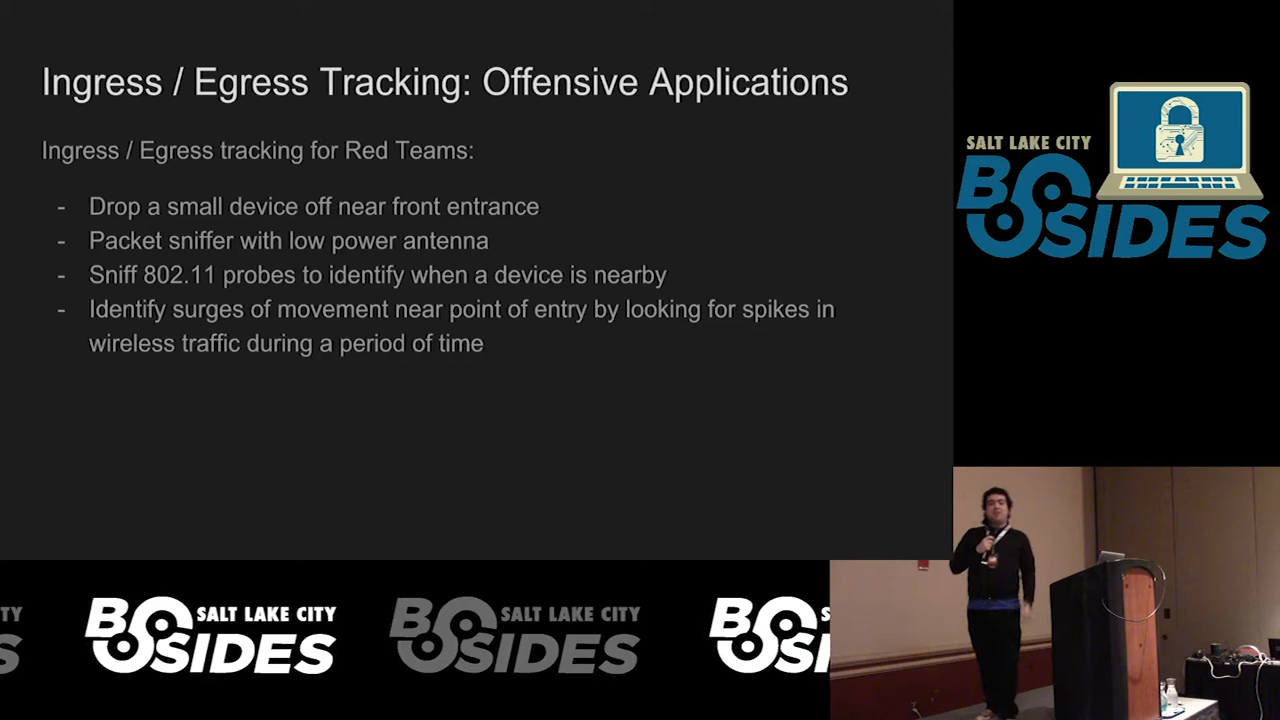 Ingress / Egress Tracking: Offensive Applications
Ingress / Egress tracking for Red Teams:
- Drop a small device off near front entrance
- Packet sniffer with low power antenna
- Sniff 802.11 probes to identify when a device is nearby
- Identify surges of movement near point of entry by looking for spikes in
wireless traffic during a period of time
SALT LAKE CITY
BSIDES
TY
ES
SALT LAKE CITY
BSIDES
SALT LAKE CITY
BSIDES
S
BSIDES